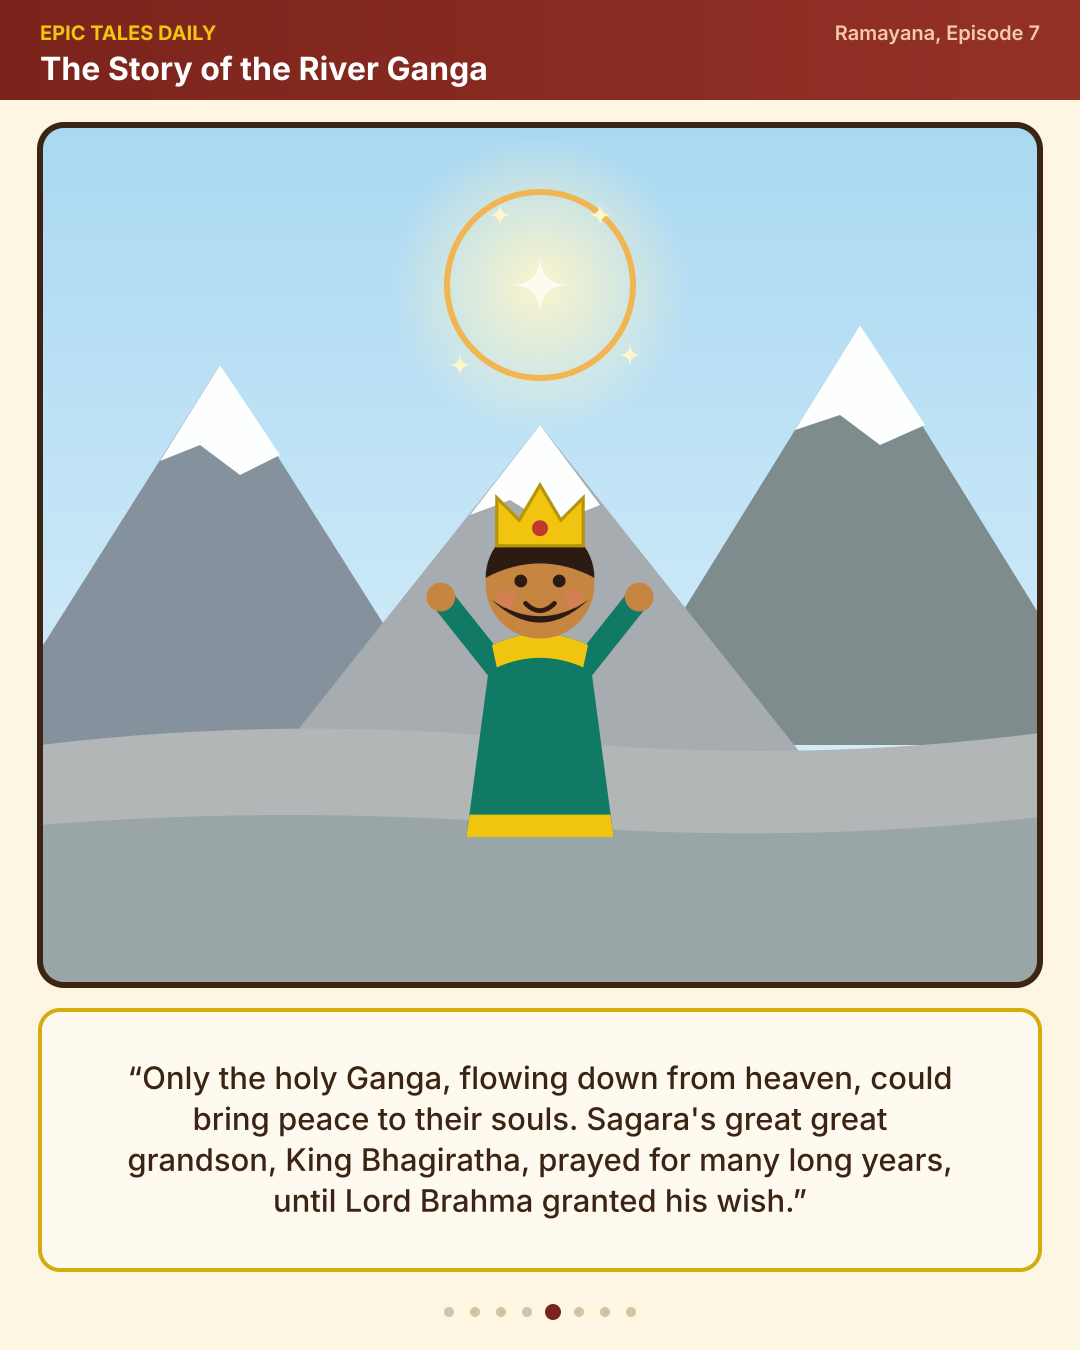 EPIC TALES DAILY
Ramayana, Episode 7
The Story of the River Ganga
“Only the holy Ganga, flowing down from heaven, could
bring peace to their souls. Sagara's great great
grandson, King Bhagiratha, prayed for many long years,
until Lord Brahma granted his wish.”